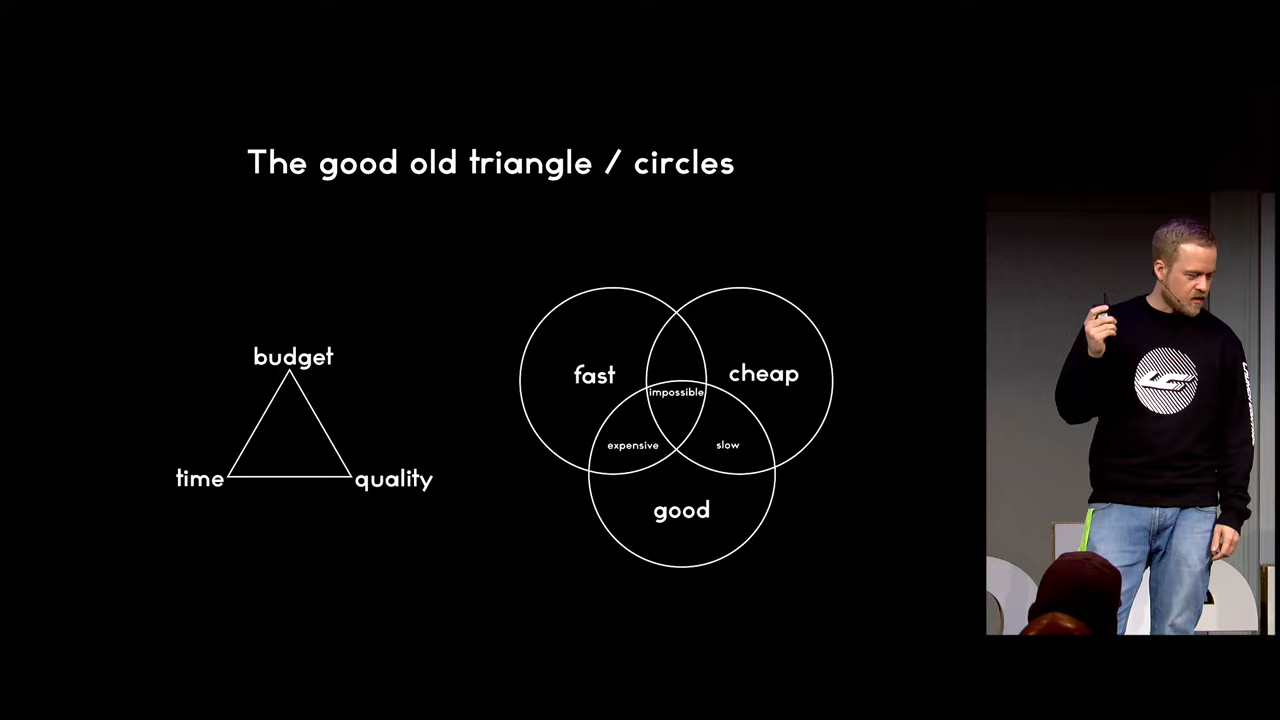 The good old triangle / circles
budget
time
quality
fast
cheap
impossible
expensive
slow
good